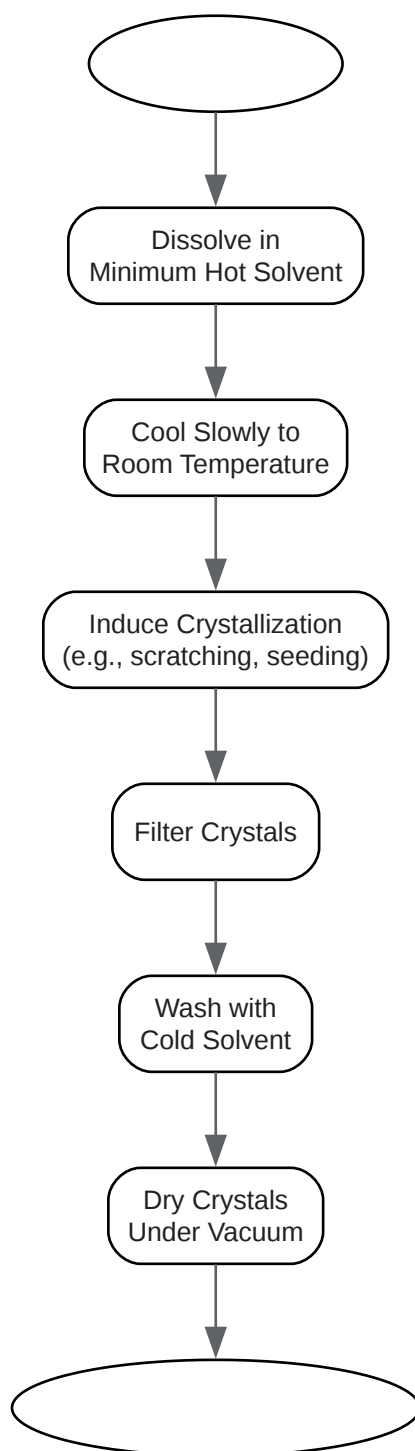 Dissolve in
Minimum Hot Solvent
Cool Slowly to
Room Temperature
Induce Crystallization
(e.g., scratching, seeding)
Filter Crystals
Wash with
Cold Solvent
Dry Crystals
Under Vacuum